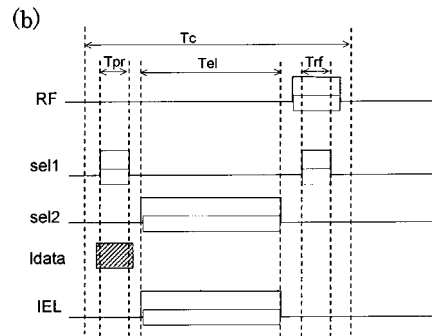 (b)
Tc
Tpr Tel Trf
RF
sel1
sel2
Idata
IEL